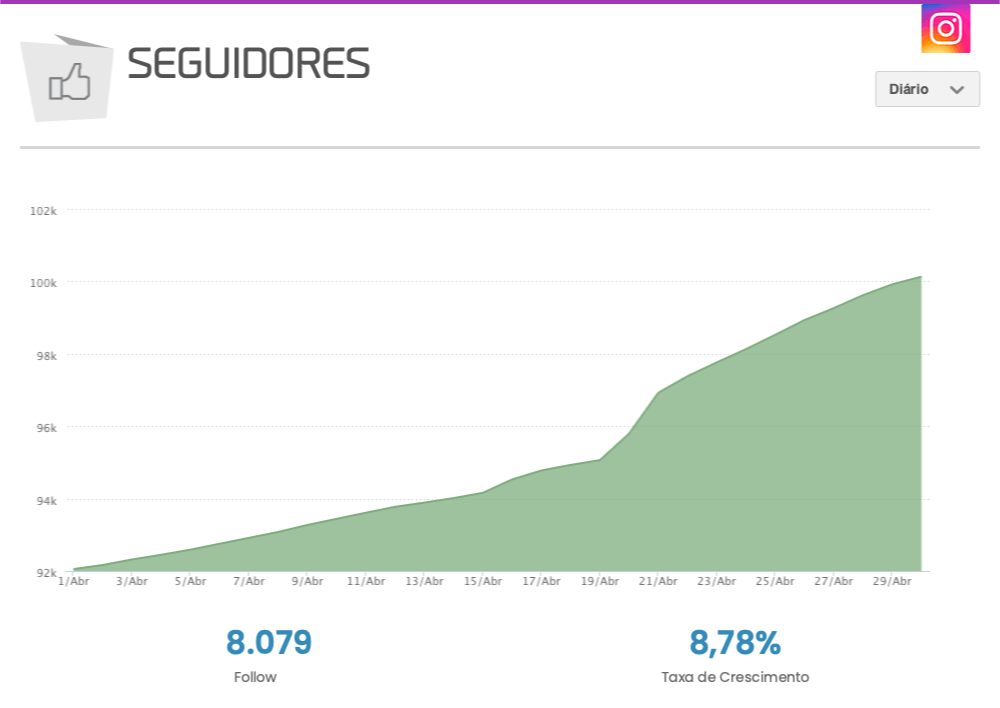 SEGUIDORES
Diário
102k
100k
98k
96k
94k
92k
1/Abr 3/Abr 5/Abr 7/Abr 9/Abr 11/Abr 13/Abr 15/Abr 17/Abr 19/Abr 21/Abr 23/Abr 25/Abr 27/Abr 29/Abr
8.079 8,78%
Follow Taxa de Crescimento